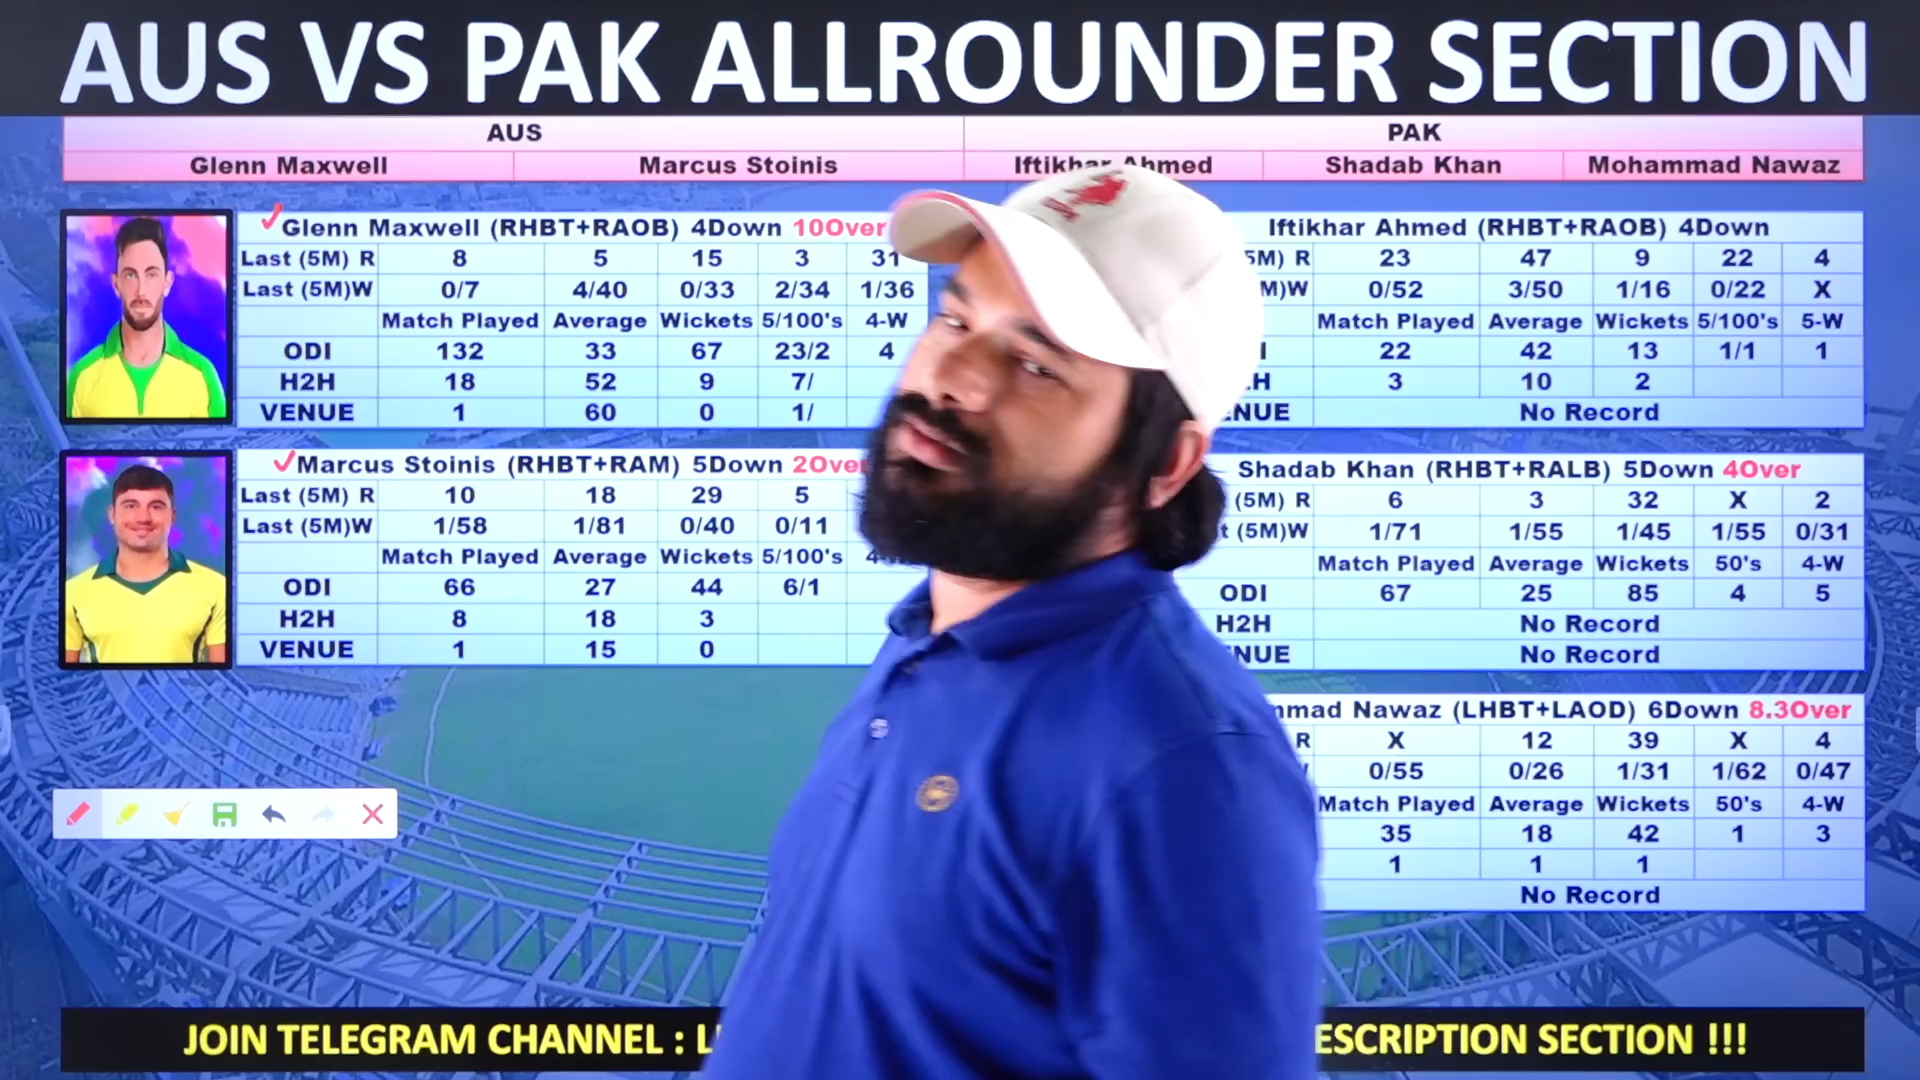 AUS VS PAK ALLROUNDER SECTION
AUS PAK
Glenn Maxwell Marcus Stoinis Iftikhar Ahmed Shadab Khan Mohammad Nawaz
Glenn Maxwell (RHBT+RAOB) 4Down 10Over
Last (5M) R 8 5 15 3 31
Last (5M)W 0/7 4/40 0/33 2/34 1/36
Match Played Average Wickets 5/100's 4-W
ODI 132 33 67 23/2 4
H2H 18 52 9 7/
VENUE 1 60 0 1/
Marcus Stoinis (RHBT+RAM) 5Down 2Over
Last (5M) R 10 18 29 5
Last (5M)W 1/58 1/81 0/40 0/11
Match Played Average Wickets 5/100's
ODI 66 27 44 6/1
H2H 8 18 3
VENUE 1 15 0
Iftikhar Ahmed (RHBT+RAOB) 4Down
5M) R 23 47 9 22 4
M)W 0/52 3/50 1/16 0/22 X
Match Played Average Wickets 5/100's 5-W
I 22 42 13 1/1 1
H 3 10 2
ENUE No Record
Shadab Khan (RHBT+RALB) 5Down 4Over
(5M) R 6 3 32 X 2
t (5M)W 1/71 1/55 1/45 1/55 0/31
Match Played Average Wickets 50's 4-W
ODI 67 25 85 4 5
H2H No Record
NUE No Record
mmad Nawaz (LHBT+LAOD) 6Down 8.3Over
R X 12 39 X 4
0/55 0/26 1/31 1/62 0/47
Match Played Average Wickets 50's 4-W
35 18 42 1 3
1 1 1
No Record
JOIN TELEGRAM CHANNEL : L ESCRIPTION SECTION !!!